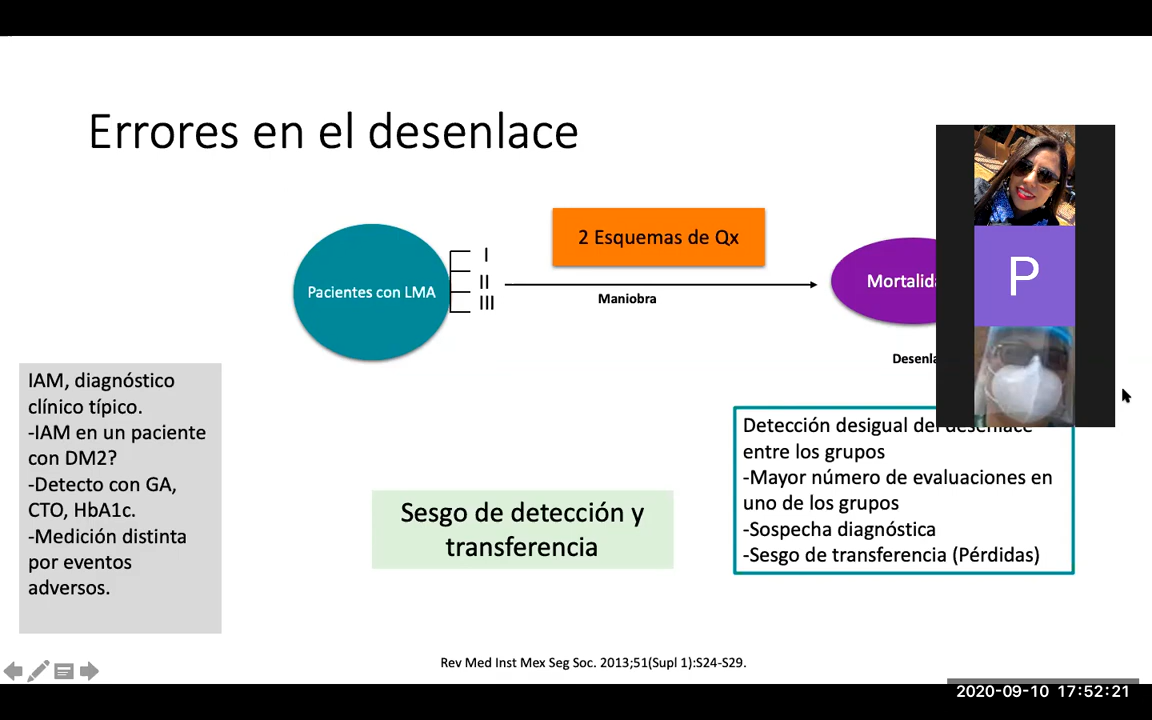 Errores en el desenlace
2 Esquemas de Qx
I
II
III
Pacientes con LMA
Maniobra
P
IAM, diagnóstico
clínico típico.
-IAM en un paciente
con DM2?
-Detecto con GA,
CTO, HbA1c.
-Medición distinta
por eventos
adversos.
Sesgo de detección y
transferencia
Detección desigual del desenlace
entre los grupos
-Mayor número de evaluaciones en
uno de los grupos
-Sospecha diagnóstica
-Sesgo de transferencia (Pérdidas)
Rev Med Inst Mex Seg Soc. 2013;51(Supl 1):S24-S29.
2020-09-10 17:52:21